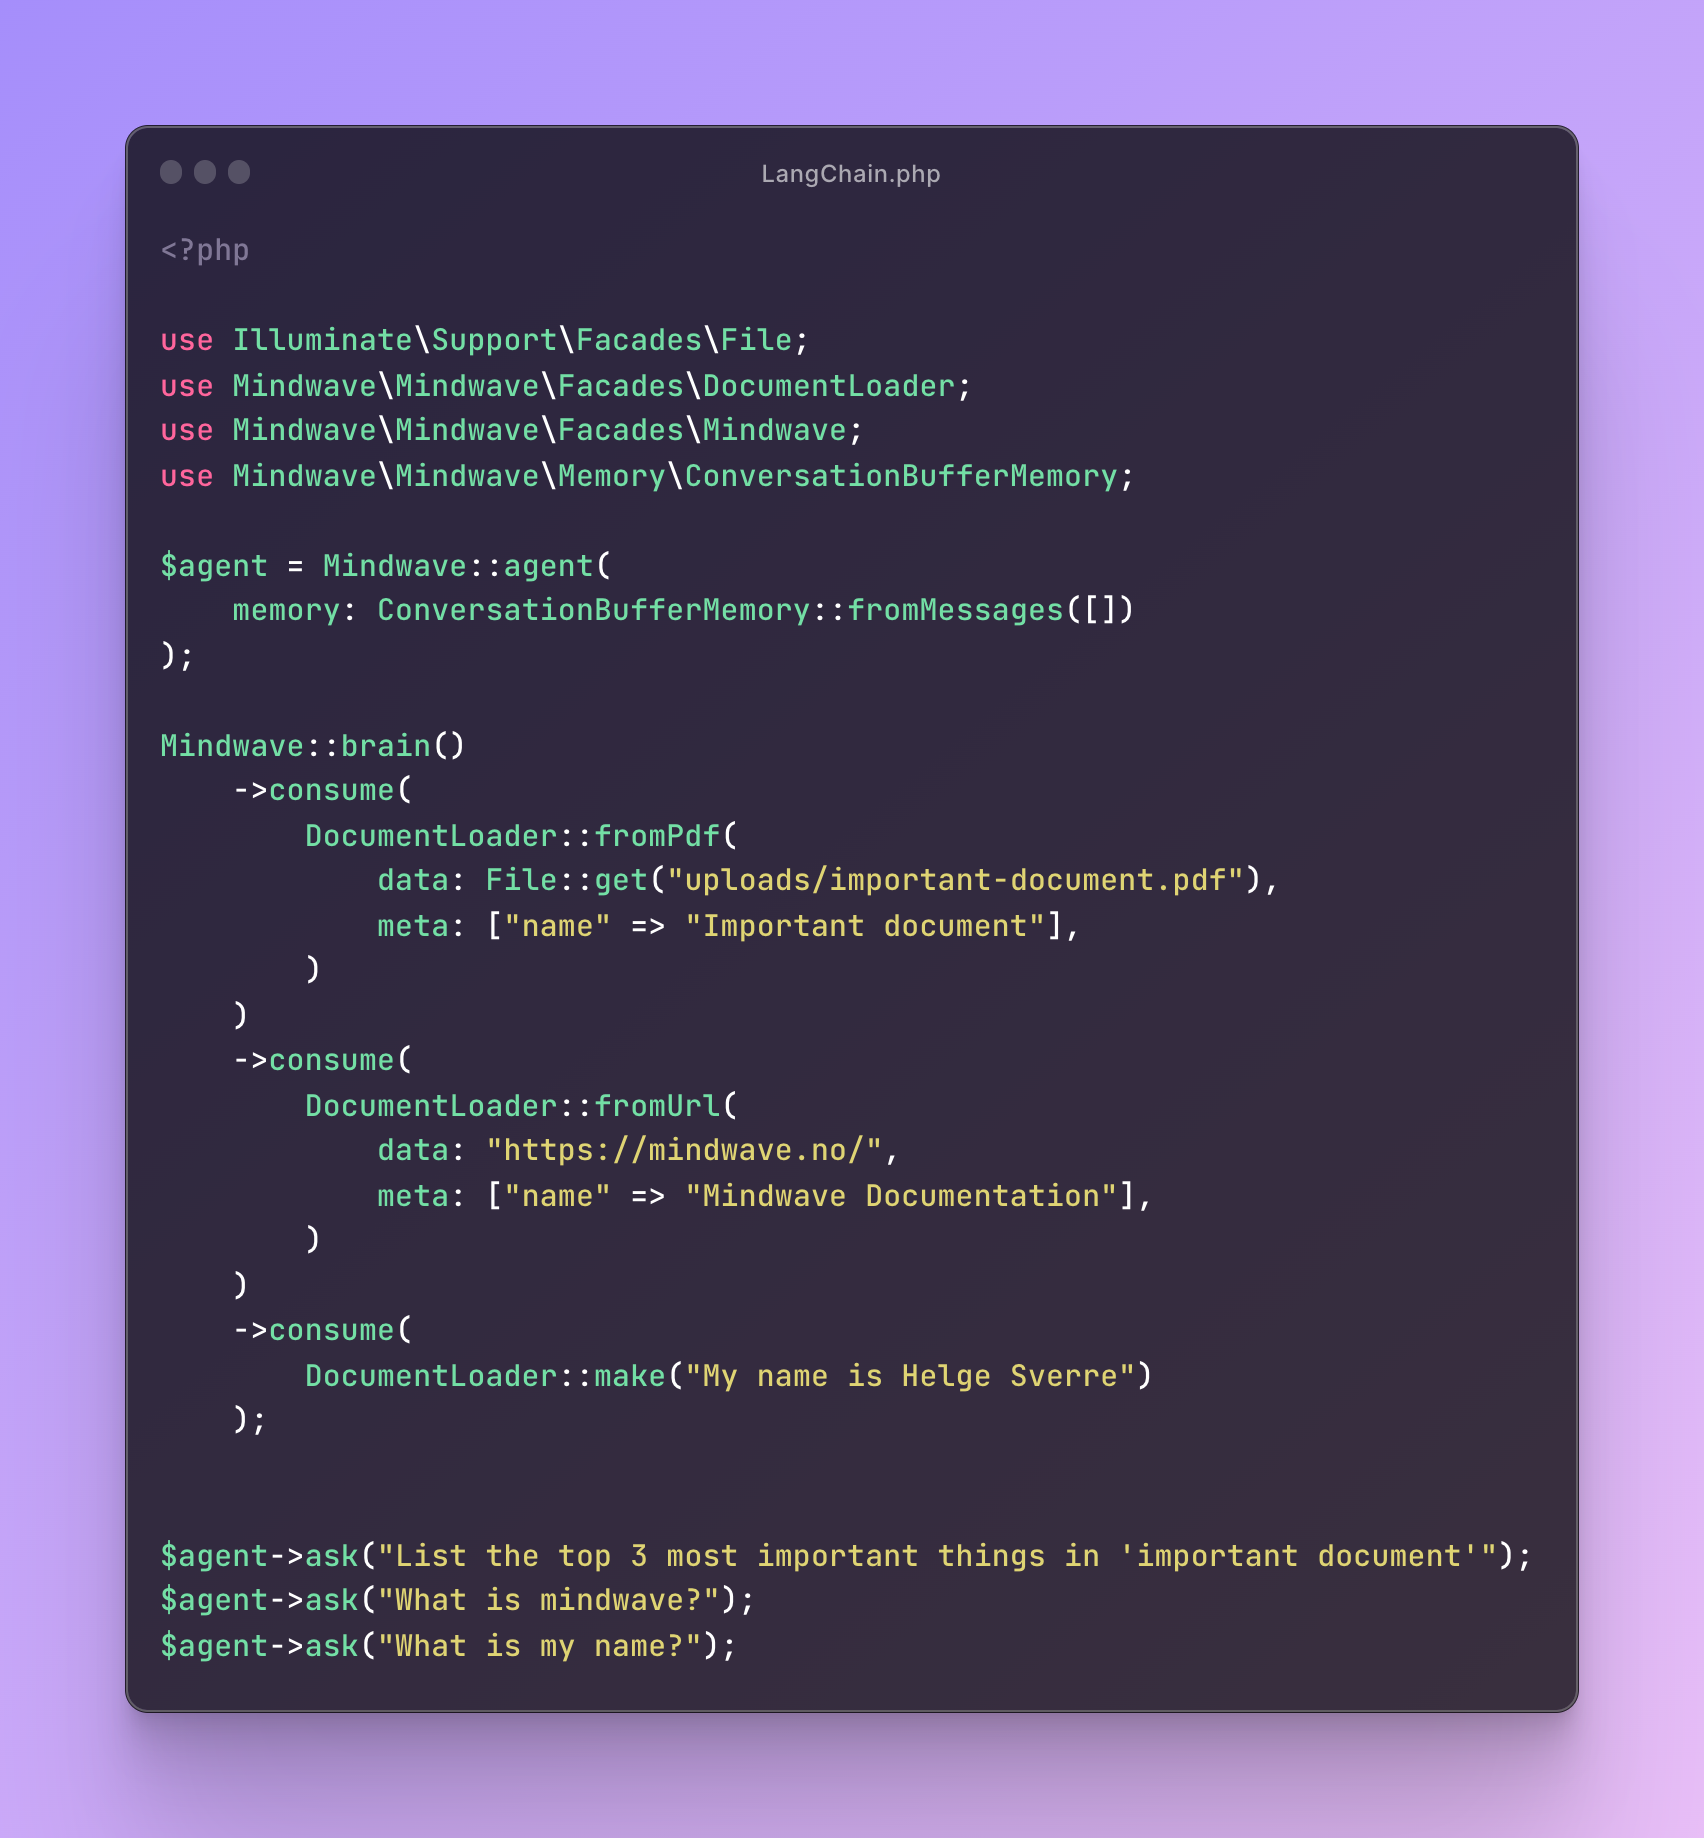 LangChain.php
<?php
use Illuminate\Support\Facades\File;
use Mindwave\Mindwave\Facades\DocumentLoader;
use Mindwave\Mindwave\Facades\Mindwave;
use Mindwave\Mindwave\Memory\ConversationBufferMemory;
$agent = Mindwave::agent(
    memory: ConversationBufferMemory::fromMessages([])
);
Mindwave::brain()
    ->consume(
        DocumentLoader::fromPdf(
            data: File::get("uploads/important-document.pdf"),
            meta: ["name" => "Important document"],
        )
    )
    ->consume(
        DocumentLoader::fromUrl(
            data: "https://mindwave.no/",
            meta: ["name" => "Mindwave Documentation"],
        )
    )
    ->consume(
        DocumentLoader::make("My name is Helge Sverre")
    );
$agent->ask("List the top 3 most important things in 'important document'");
$agent->ask("What is mindwave?");
$agent->ask("What is my name?");